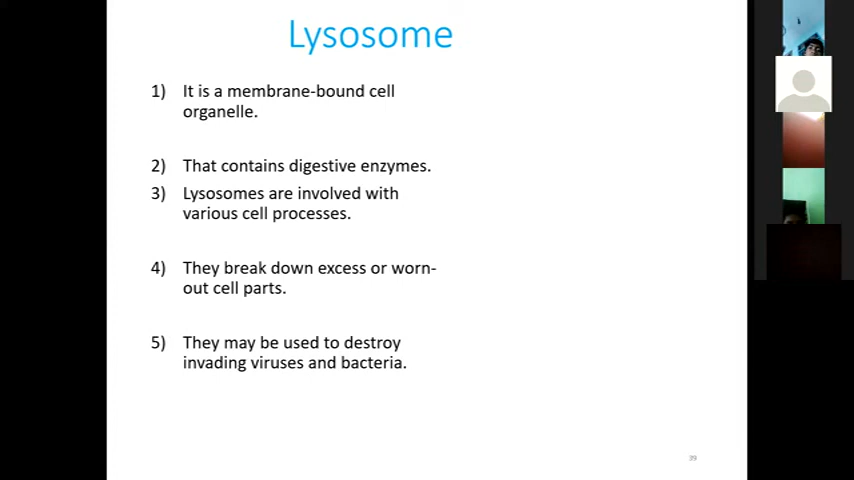 Lysosome
1) It is a membrane-bound cell
organelle.
2) That contains digestive enzymes.
3) Lysosomes are involved with
various cell processes.
4) They break down excess or worn-
out cell parts.
5) They may be used to destroy
invading viruses and bacteria.
39